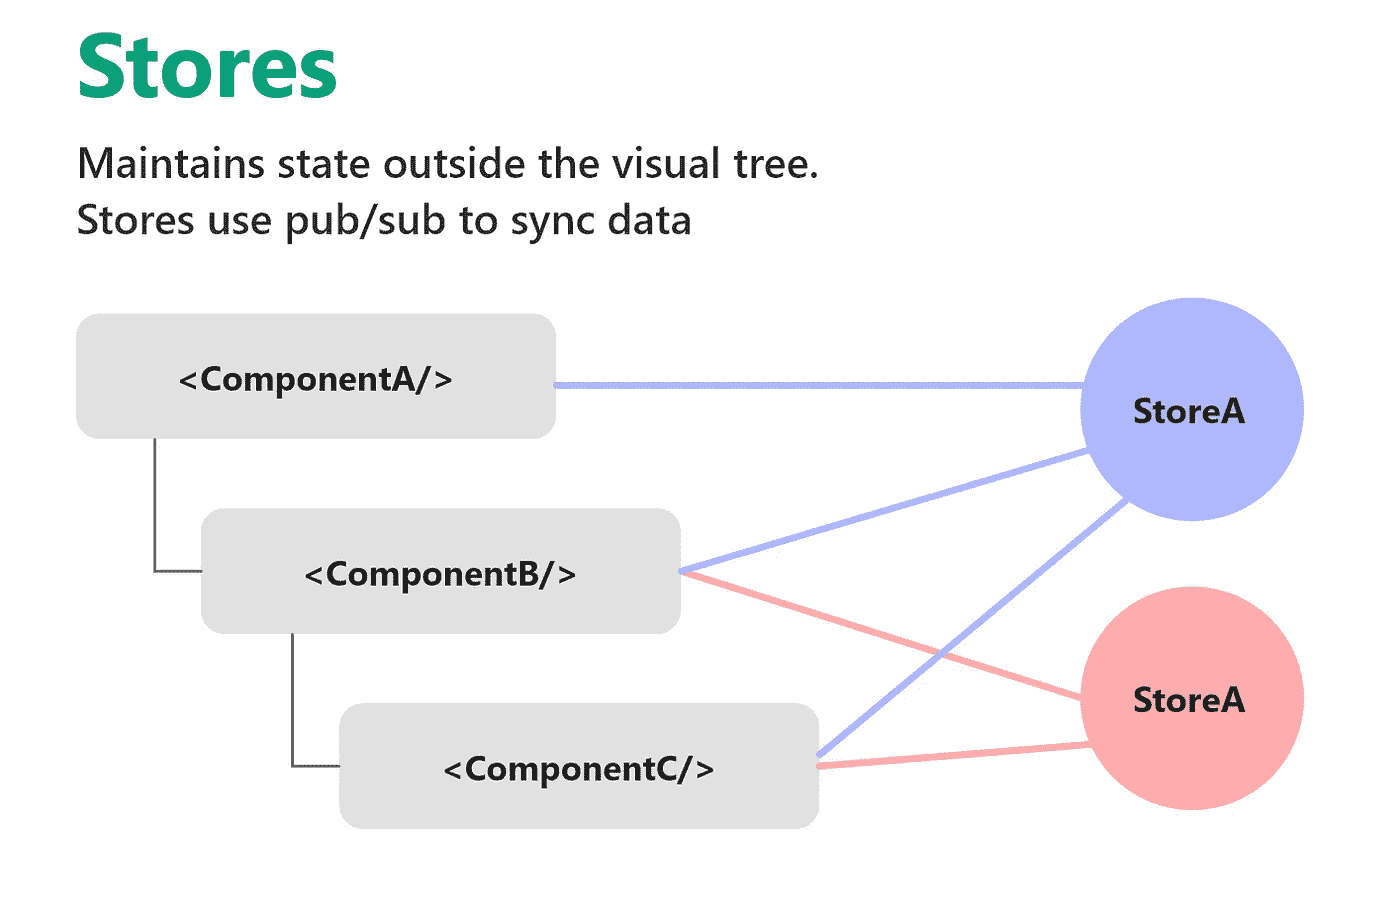 Stores
Maintains state outside the visual tree.
Stores use pub/sub to sync data
<ComponentA/>
StoreA
<ComponentB/>
StoreA
<ComponentC/>